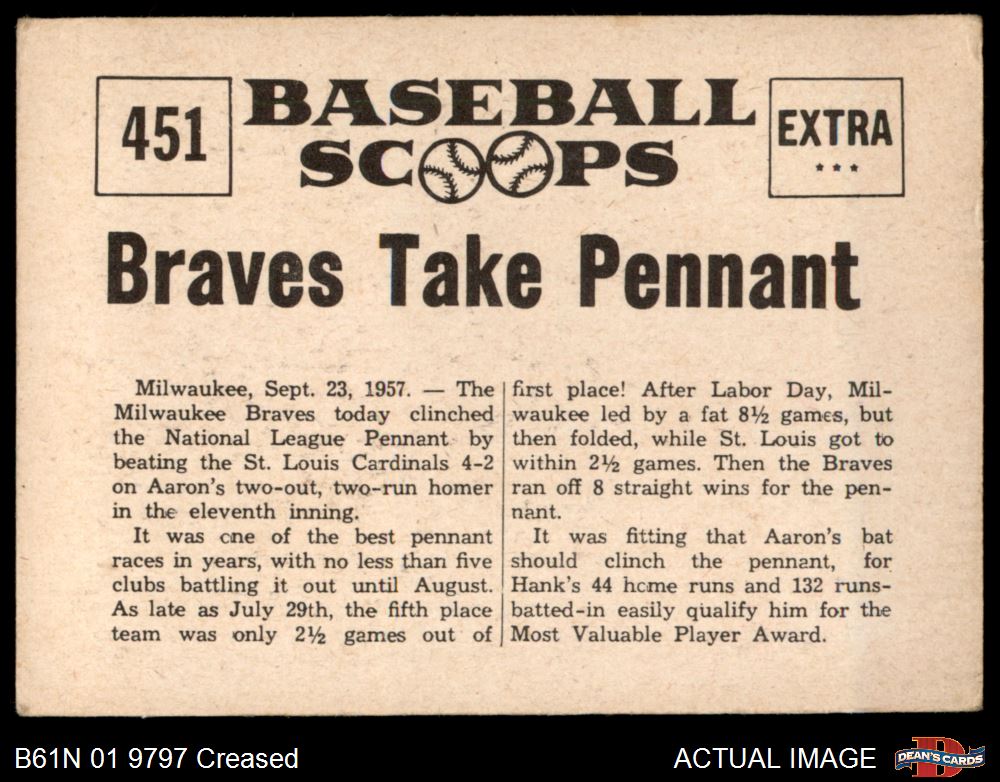 451
BASEBALL
SCOOPS
EXTRA
***
Braves Take Pennant
Milwaukee, Sept. 23, 1957. — The
Milwaukee Braves today clinched
the National League Pennant by
beating the St. Louis Cardinals 4-2
on Aaron's two-out, two-run homer
in the eleventh inning.
It was one of the best pennant
races in years, with no less than five
clubs battling it out until August.
As late as July 29th, the fifth place
team was only 2½ games out of
first place! After Labor Day, Mil-
waukee led by a fat 8½ games, but
then folded, while St. Louis got to
within 2½ games. Then the Braves
ran off 8 straight wins for the pen-
nant.
It was fitting that Aaron's bat
should clinch the pennant, for
Hank's 44 home runs and 132 runs-
batted-in easily qualify him for the
Most Valuable Player Award.
B61N 01 9797 Creased
ACTUAL IMAGE
D
DEAN'S CARDS